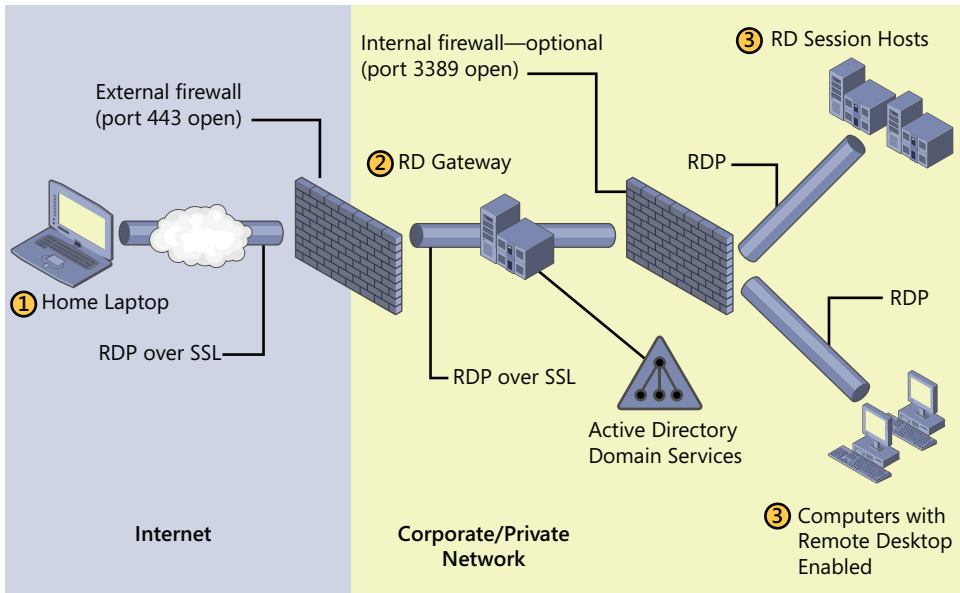 External firewall
(port 443 open)
Internal firewall—optional
(port 3389 open)
3 RD Session Hosts
2 RD Gateway
RDP
1 Home Laptop
RDP over SSL
RDP over SSL
RDP
Active Directory
Domain Services
Internet
Corporate/Private
Network
3 Computers with
Remote Desktop
Enabled